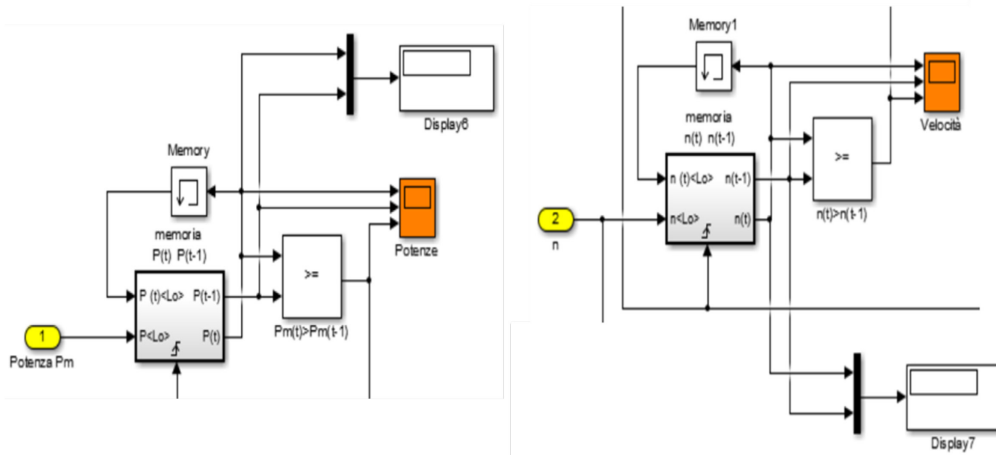 Display6
Memory
memoria
P(t) P(t-1)
P (t)<Lo> P(t-1)
P<Lo> P(t)
1
Potenza Pm
>=
Pm(t)>Pm(t-1)
Potenze
Memory1
memoria
n(t) n(t-1)
n (t)<Lo> n(t-1)
n<Lo> n(t)
2
n
>=
n(t)>n(t-1)
Velocità
Display7